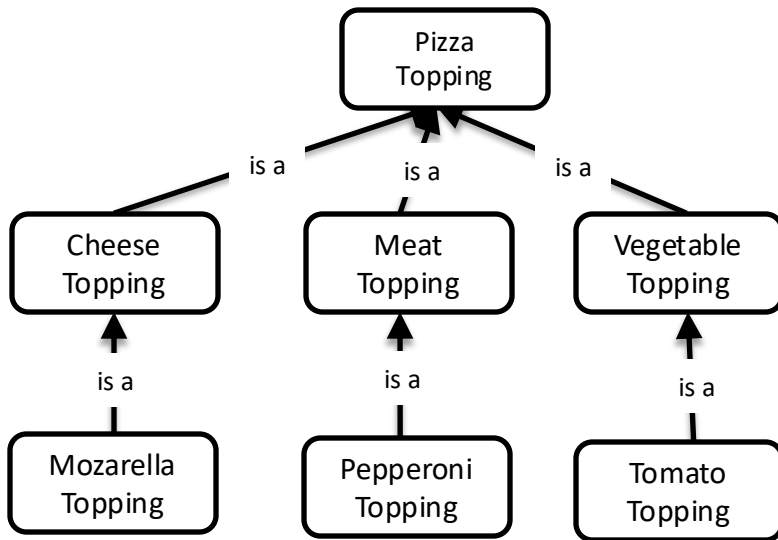 Pizza
Topping
is a
is a
is a
Cheese
Topping
Meat
Topping
Vegetable
Topping
is a
is a
is a
Mozarella
Topping
Pepperoni
Topping
Tomato
Topping